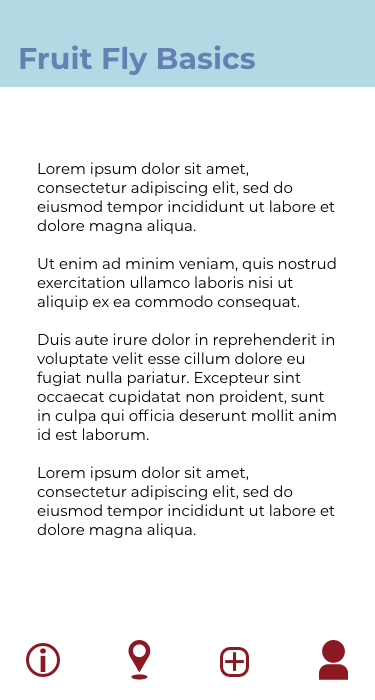 Fruit Fly Basics
Lorem ipsum dolor sit amet,
consectetur adipiscing elit, sed do
eiusmod tempor incididunt ut labore et
dolore magna aliqua.
Ut enim ad minim veniam, quis nostrud
exercitation ullamco laboris nisi ut
aliquip ex ea commodo consequat.
Duis aute irure dolor in reprehenderit in
voluptate velit esse cillum dolore eu
fugiat nulla pariatur. Excepteur sint
occaecat cupidatat non proident, sunt
in culpa qui officia deserunt mollit anim
id est laborum.
Lorem ipsum dolor sit amet,
consectetur adipiscing elit, sed do
eiusmod tempor incididunt ut labore et
dolore magna aliqua.